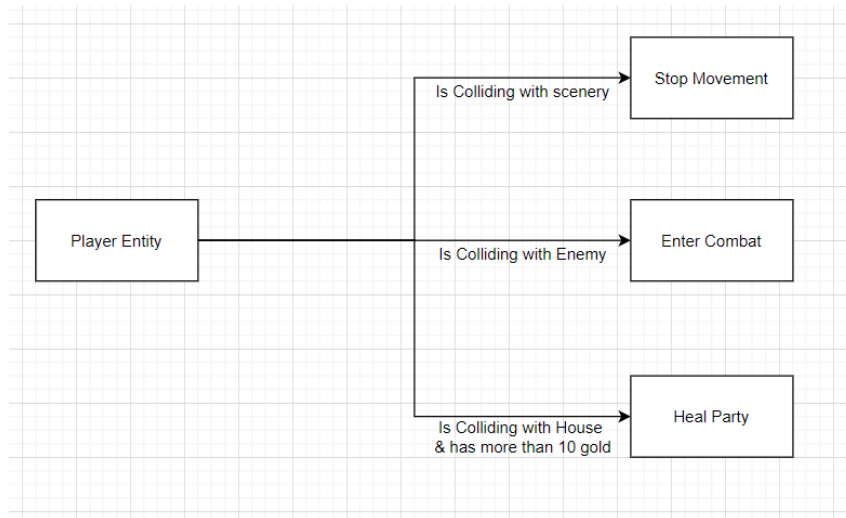 Is Colliding with scenery
Stop Movement
Player Entity
Is Colliding with Enemy
Enter Combat
Is Colliding with House
& has more than 10 gold
Heal Party